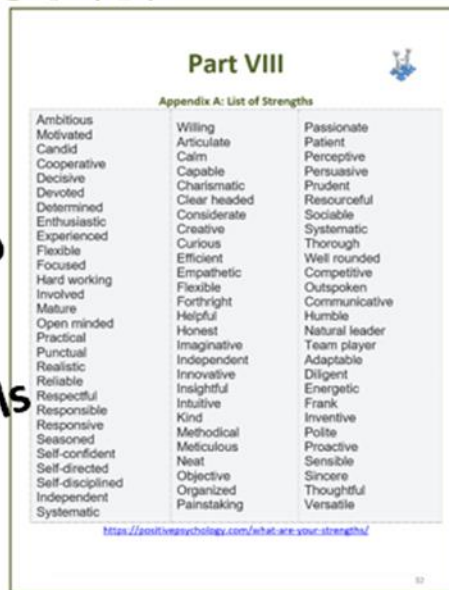 Part VIII
Appendix A: List of Strengths
Ambitious
Motivated
Candid
Cooperative
Decisive
Devoted
Determined
Enthusiastic
Experienced
Flexible
Focused
Hard working
Involved
Mature
Open minded
Practical
Punctual
Realistic
Reliable
Respectful
Responsible
Responsive
Seasoned
Self-confident
Self-directed
Self-disciplined
Independent
Systematic
Willing
Articulate
Calm
Capable
Charismatic
Clear headed
Considerate
Creative
Curious
Efficient
Empathetic
Flexible
Forthright
Helpful
Honest
Imaginative
Independent
Innovative
Insightful
Intuitive
Kind
Methodical
Meticulous
Neat
Objective
Organized
Painstaking
Passionate
Patient
Perceptive
Persuasive
Prudent
Resourceful
Sociable
Systematic
Thorough
Well rounded
Competitive
Outspoken
Communicative
Humble
Natural leader
Team player
Adaptable
Diligent
Energetic
Frank
Inventive
Polite
Proactive
Sensible
Sincere
Thoughtful
Versatile
https://positivepsychology.com/what-are-your-strengths/